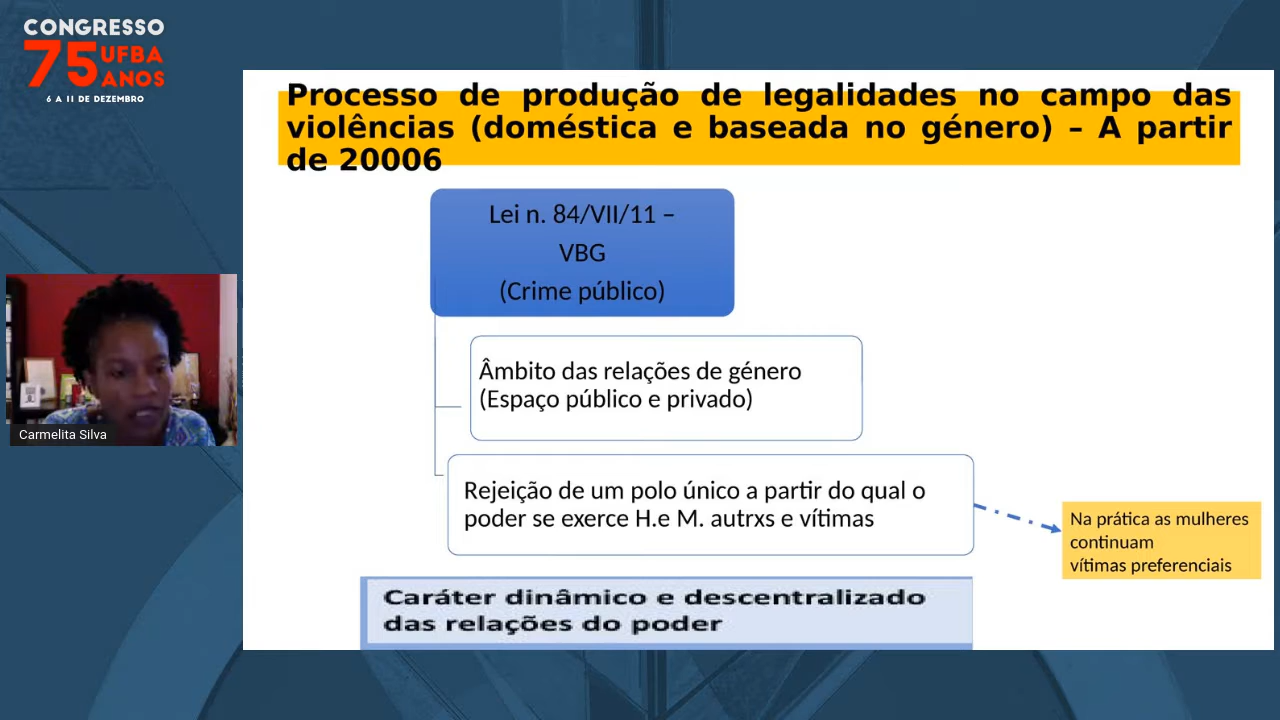 CONGRESSO
75 UFBA
ANOS
6 A 11 DE DEZEMBRO
Processo de produção de legalidades no campo das
violências (doméstica e baseada no género) – A partir
de 20006
Lei n. 84/VII/11 –
VBG
(Crime público)
Âmbito das relações de género
(Espaço público e privado)
Rejeição de um polo único a partir do qual o
poder se exerce H.e M. autrxs e vítimas
Na prática as mulheres
continuam
vítimas preferenciais
Caráter dinâmico e descentralizado
das relações do poder
Carmelita Silva